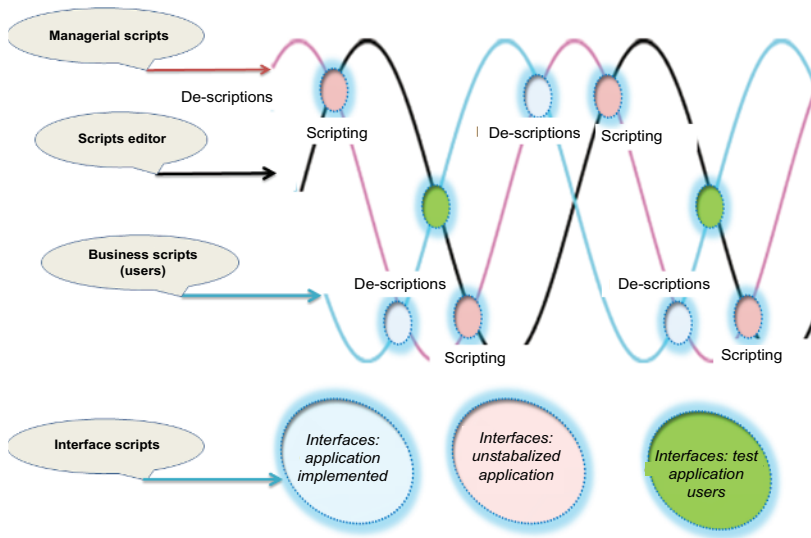 Managerial scripts
De-scriptions
Scripting
De-scriptions
Scripting
Scripts editor
Business scripts
(users)
De-scriptions
De-scriptions
Scripting
Scripting
Interface scripts
Interfaces:
application
implemented
Interfaces:
unstabalized
application
Interfaces: test
application
users